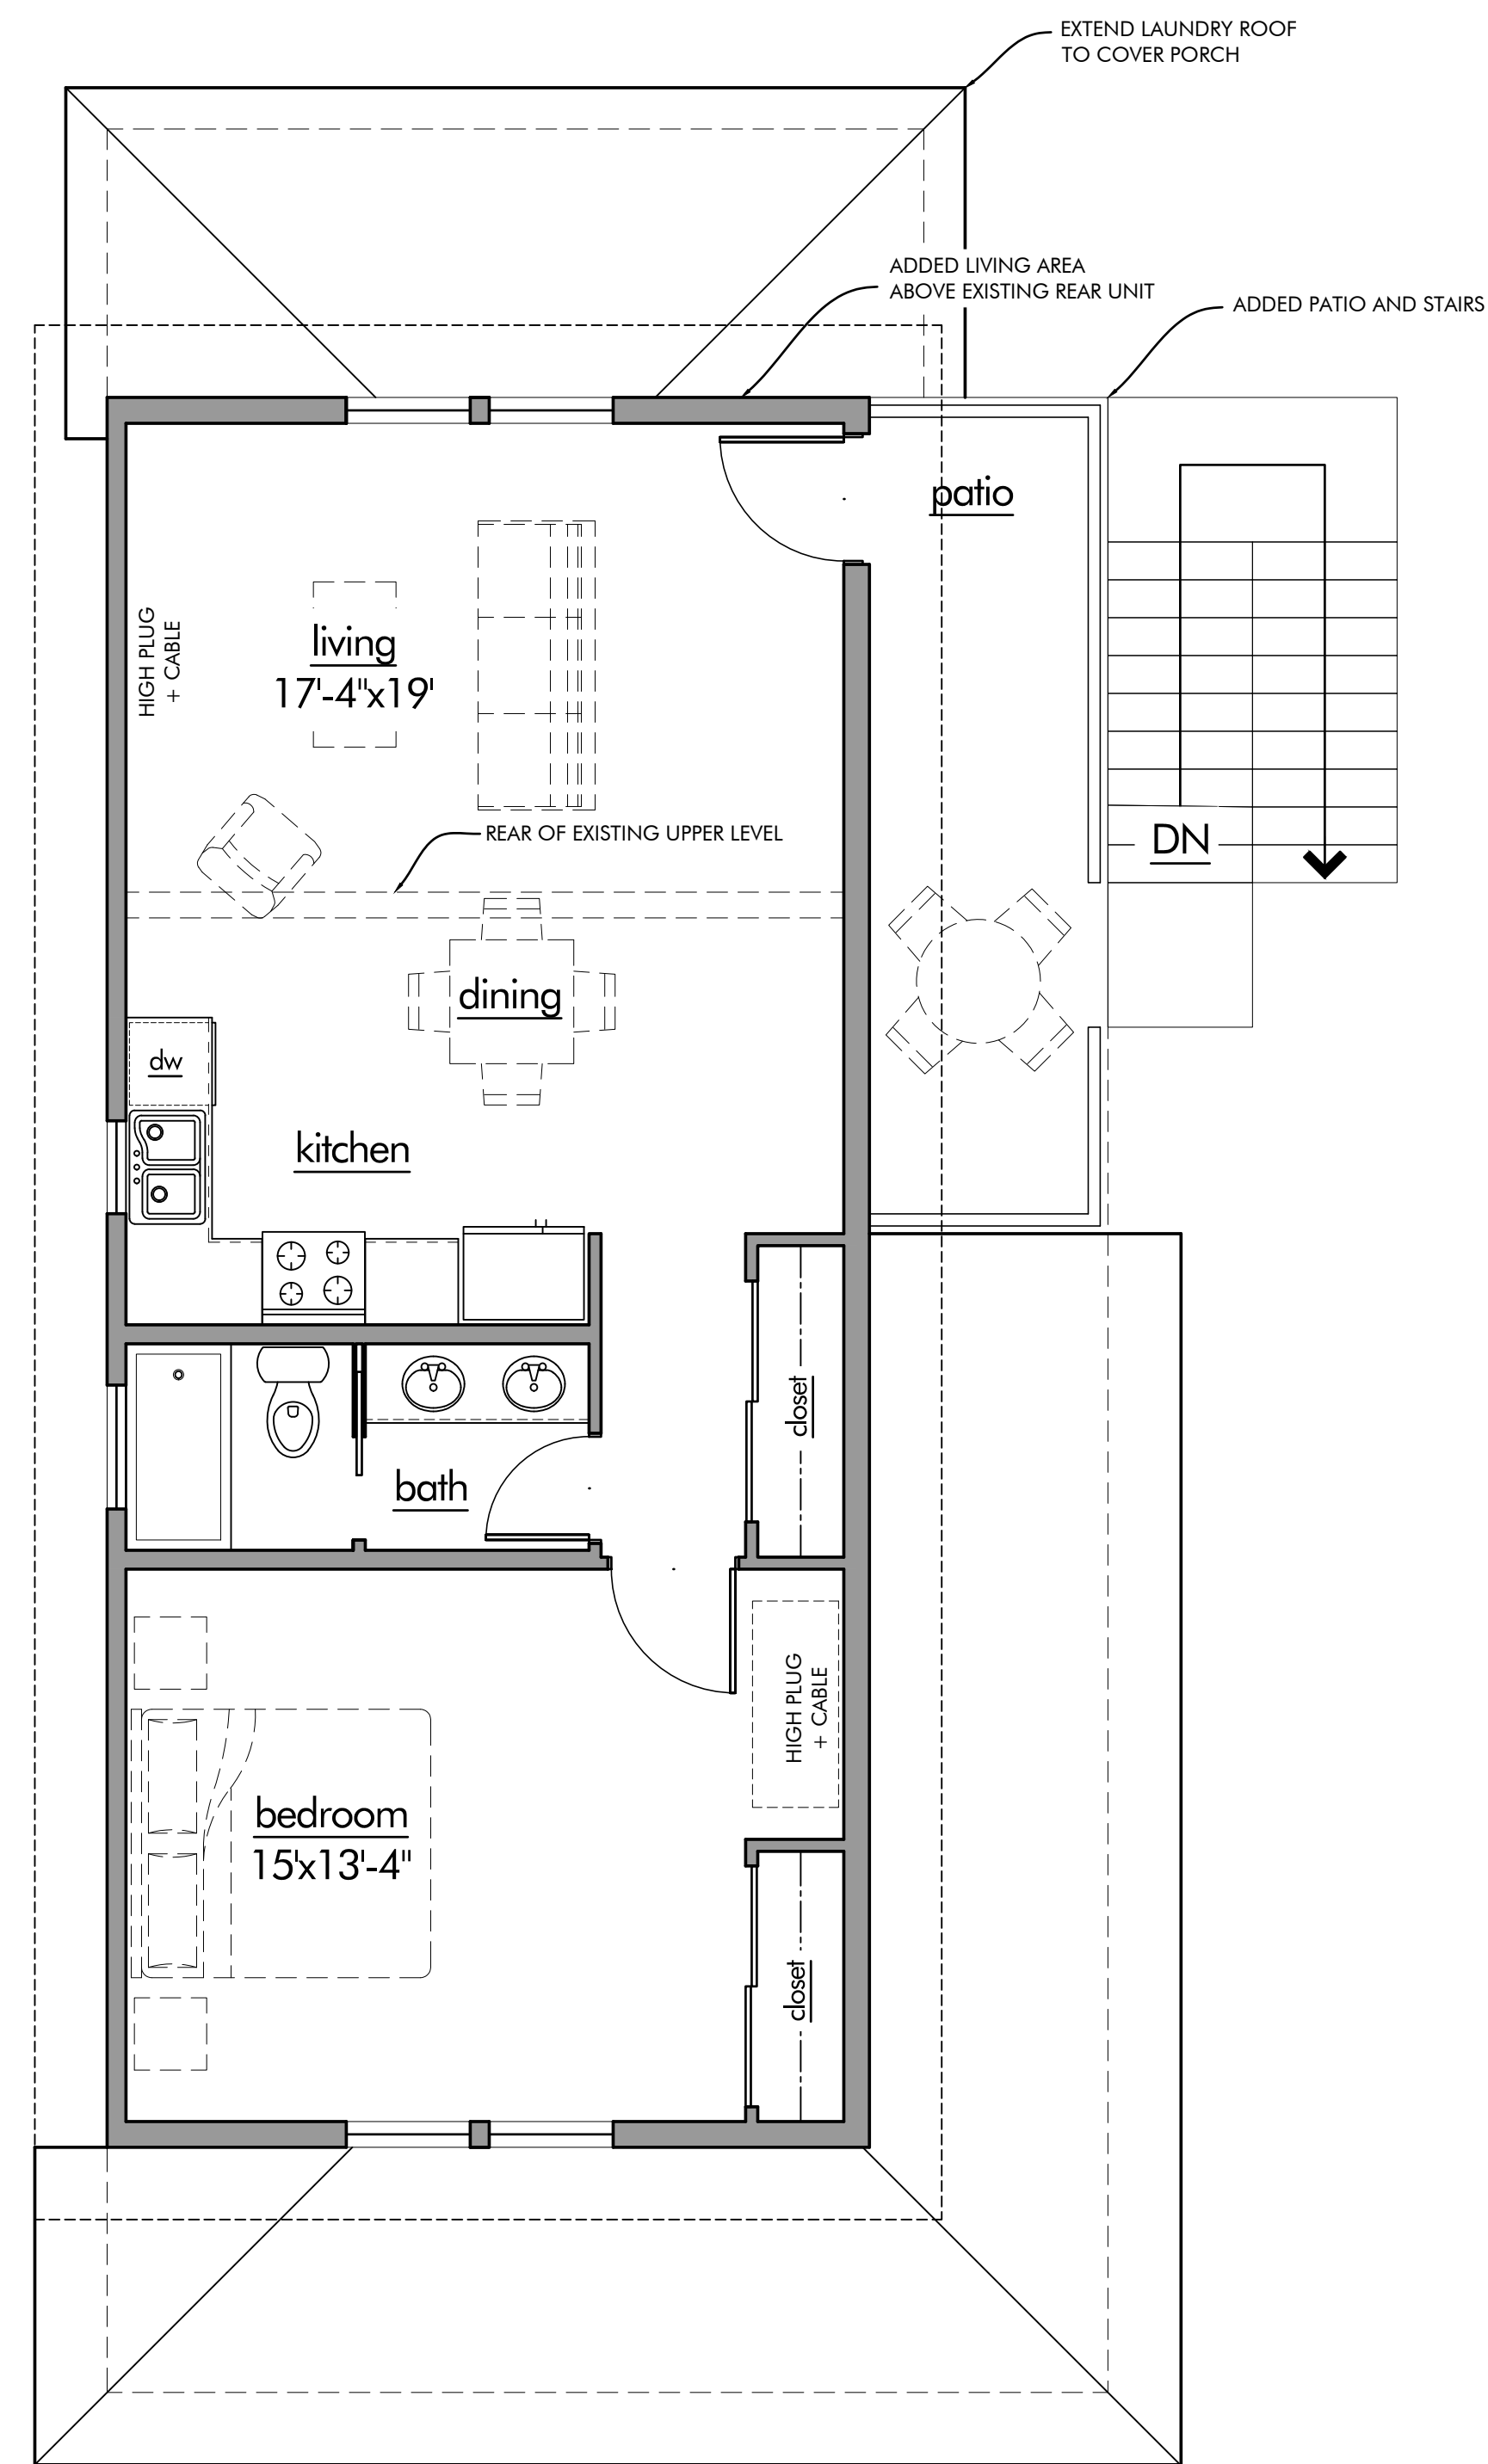 EXTEND LAUNDRY ROOF
TO COVER PORCH
ADDED LIVING AREA
ABOVE EXISTING REAR UNIT
ADDED PATIO AND STAIRS
patio
HIGH PLUG
+ CABLE
living
17'-4"x19'
REAR OF EXISTING UPPER LEVEL
DN
dining
dw
kitchen
closet
bath
HIGH PLUG
+ CABLE
bedroom
15'x13'-4"
closet